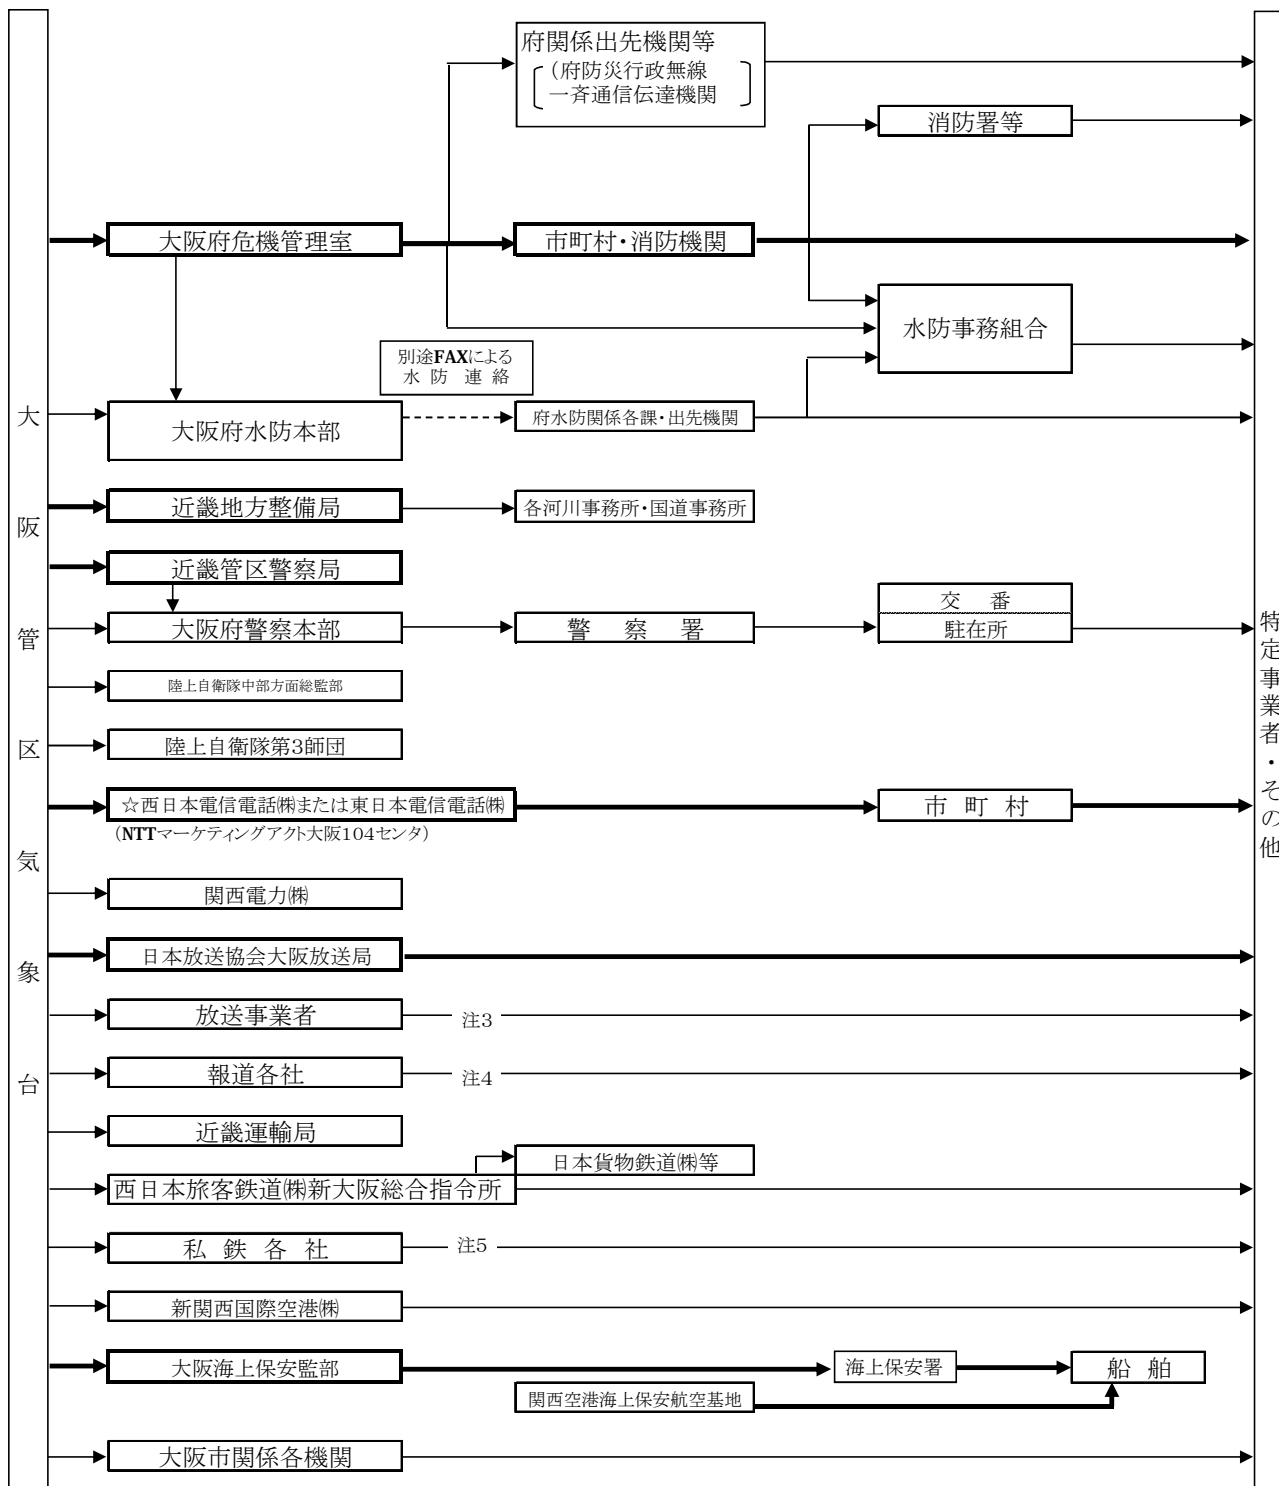 大阪管区気象台
府関係出先機関等
（府防災行政無線
一斉通信伝達機関
消防署等
大阪府危機管理室
市町村・消防機関
水防事務組合
別途FAXによる
水 防 連 絡
大阪府水防本部
府水防関係各課・出先機関
近畿地方整備局
各河川事務所・国道事務所
近畿管区警察局
大阪府警察本部
警 察 署
交 番
駐在所
陸上自衛隊中部方面総監部
陸上自衛隊第3師団
☆西日本電信電話㈱または東日本電信電話㈱
（NTTマーケティングアクト大阪104センタ）
市 町 村
関西電力㈱
日本放送協会大阪放送局
放送事業者
注3
報道各社
注4
近畿運輸局
日本貨物鉄道㈱等
西日本旅客鉄道㈱新大阪総合指令所
私 鉄 各 社
注5
新関西国際空港㈱
大阪海上保安監部
海上保安署
船 舶
関西空港海上保安航空基地
大阪市関係各機関
特定事業者・その他